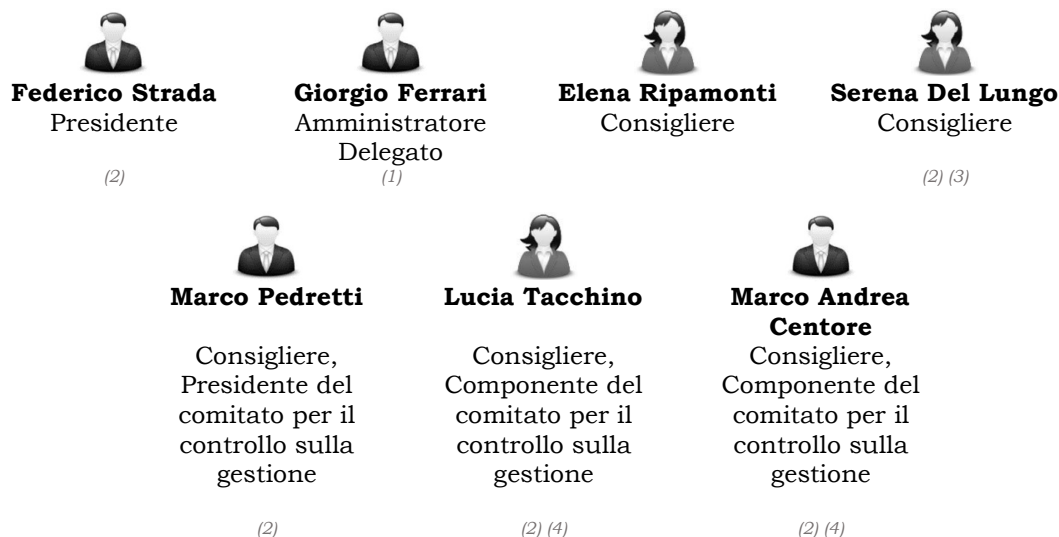 Federico Strada
Presidente
(2)
Giorgio Ferrari
Amministratore
Delegato
(1)
Elena Ripamonti
Consigliere
Serena Del Lungo
Consigliere
(2) (3)
Marco Pedretti
Consigliere,
Presidente del
comitato per il
controllo sulla
gestione
(2)
Lucia Tacchino
Consigliere,
Componente del
comitato per il
controllo sulla
gestione
(2) (4)
Marco Andrea
Centore
Consigliere,
Componente del
comitato per il
controllo sulla
gestione
(2) (4)